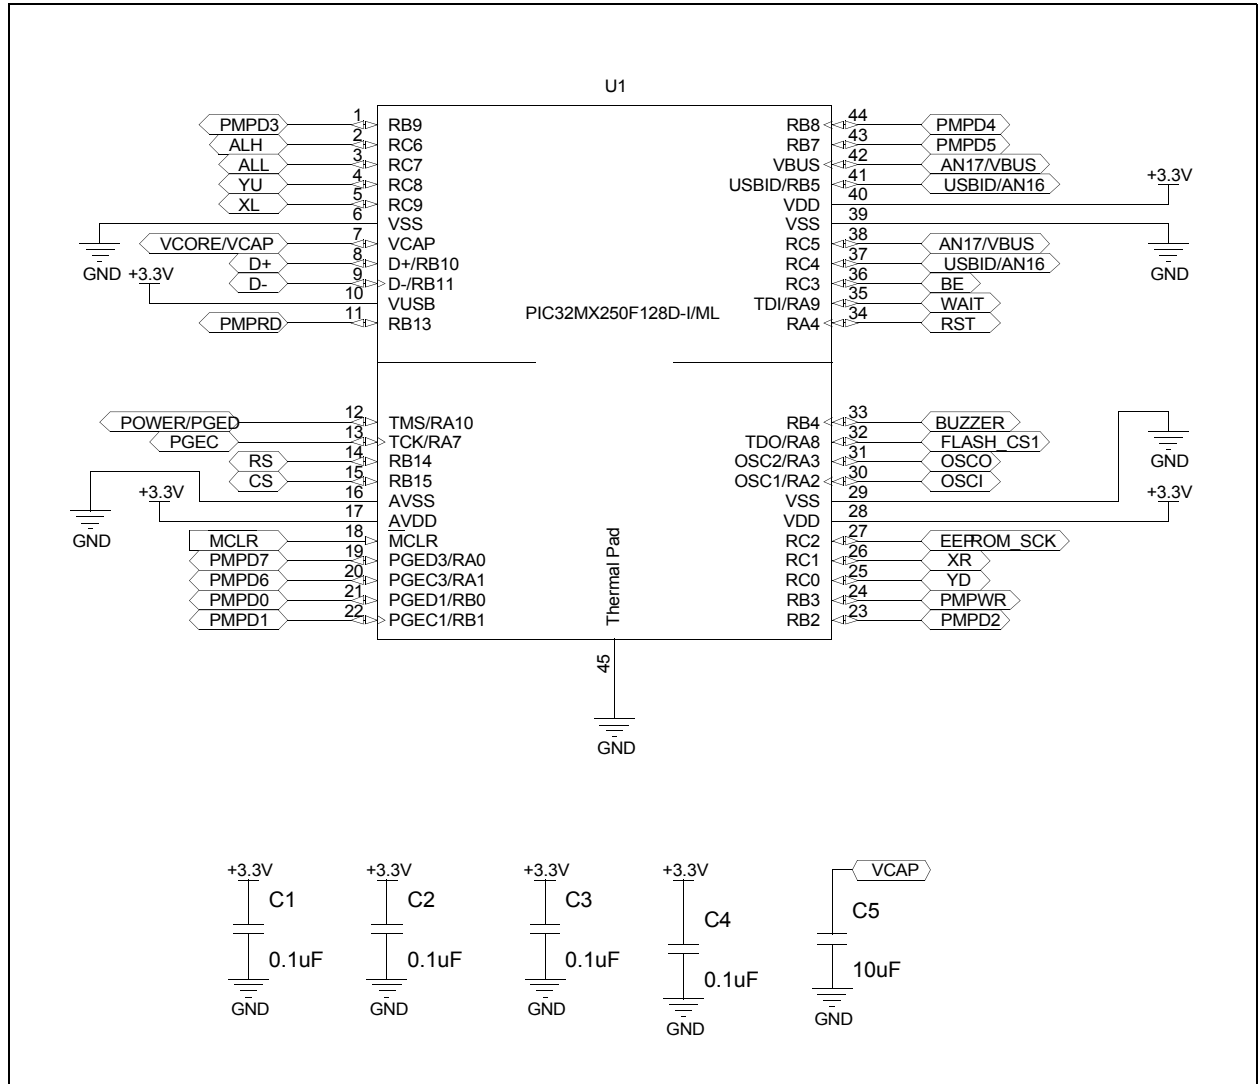 U1
PMPD3 1 RB9 RB8 44 PMPD4
ALH 2 RC6 RB7 43 PMPD5
ALL 3 RC7 VBUS 42 AN17/VBUS
YU 4 RC8 USBID/RB5 41 USBID/AN16 +3.3V
XL 5 RC9 VDD 40
6 VSS VSS 39
VCORE/VCAP 7 VCAP RC5 38 AN17/VBUS
GND +3.3V D+ 8 D+/RB10 RC4 37 USBID/AN16 GND
D- 9 D-/RB11 RC3 36 BE
10 VUSB TDI/RA9 35 WAIT
PMPRD 11 RB13 PIC32MX250F128D-I/ML RA4 34 RST
POWER/PGED 12 TMS/RA10 RB4 33 BUZZER
PGEC 13 TCK/RA7 TDO/RA8 32 FLASH_CS1
RS 14 RB14 OSC2/RA3 31 OSCO GND
CS 15 RB15 OSC1/RA2 30 OSCI
+3.3V 16 AVSS VSS 29 +3.3V
17 AVDD VDD 28
GND MCLR 18 MCLR RC2 27 EEPROM_SCK
PMPD7 19 PGED3/RA0 RC1 26 XR
PMPD6 20 PGEC3/RA1 RC0 25 YD
PMPD0 21 PGED1/RB0 RB3 24 PMPWR
PMPD1 22 PGEC1/RB1 RB2 23 PMPD2
Thermal Pad
45
GND
+3.3V +3.3V +3.3V +3.3V VCAP
C1 C2 C3 C4 C5
0.1uF 0.1uF 0.1uF 0.1uF 10uF
GND GND GND GND GND